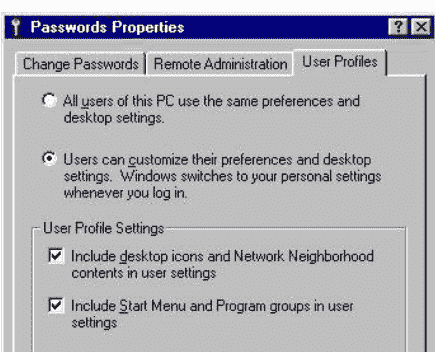 Passwords Properties
Change Passwords Remote Administration User Profiles
All users of this PC use the same preferences and
desktop settings.
Users can customize their preferences and desktop
settings. Windows switches to your personal settings
whenever you log in.
User Profile Settings
Include desktop icons and Network Neighborhood
contents in user settings
Include Start Menu and Program groups in user
settings